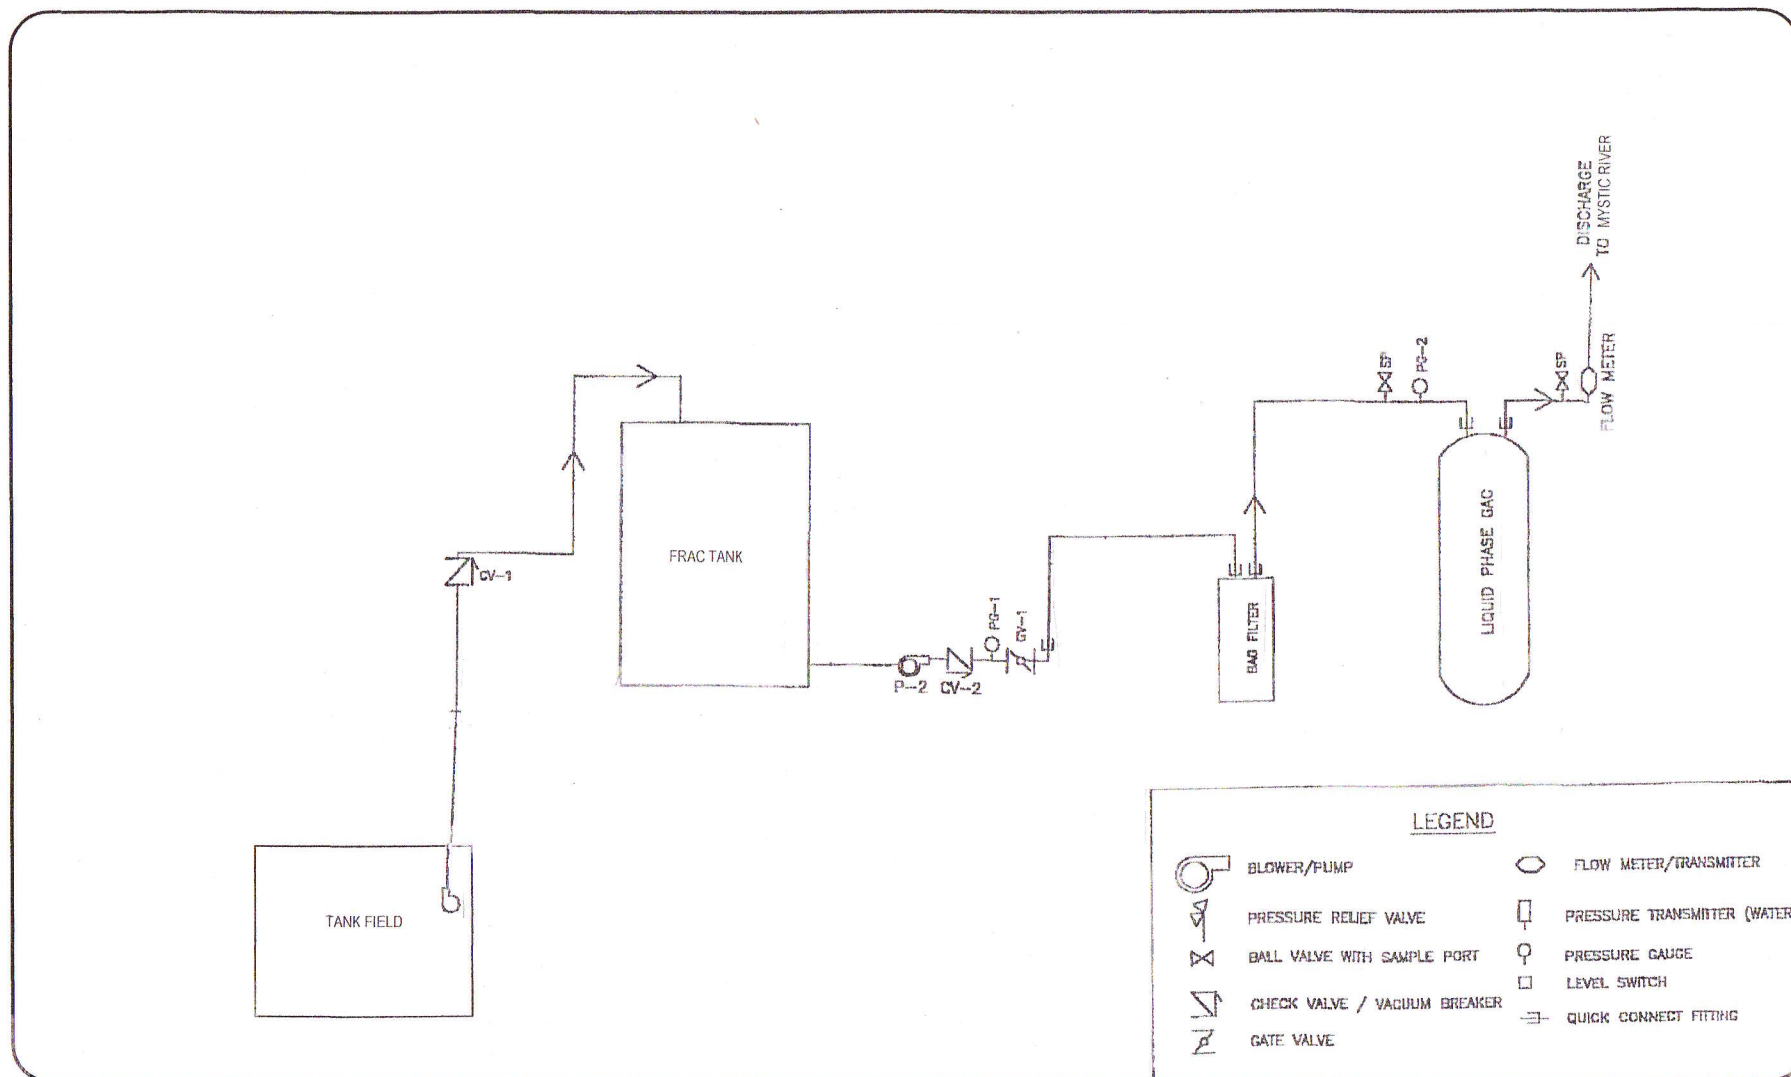 DISCHARGE
TO MYSTIC RIVER
FLOW METER
SP
SP
PG-2
CV-1
FRAC TANK
PG-1
GV-1
P-2
CV-2
BAG FILTER
LIQUID PHASE GAC
TANK FIELD
LEGEND
BLOWER/PUMP
PRESSURE RELIEF VALVE
BALL VALVE WITH SAMPLE PORT
CHECK VALVE / VACUUM BREAKER
GATE VALVE
FLOW METER/TRANSMITTER
PRESSURE TRANSMITTER (WATER
PRESSURE GAUGE
LEVEL SWITCH
QUICK CONNECT FITTING